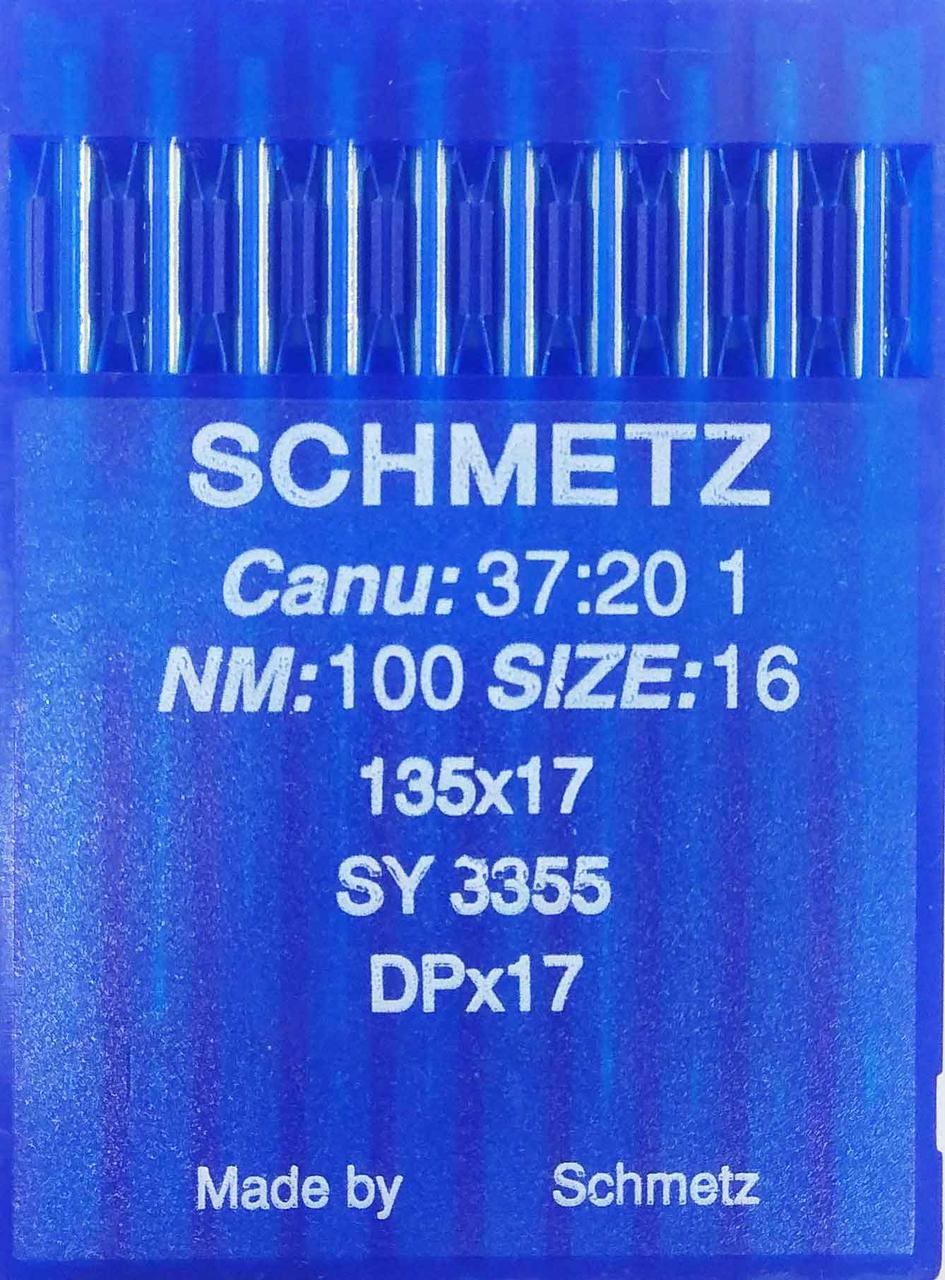 SCHMETZ
Canu: 37:20 1
NM:100 SIZE:16
135x17
SY 3355
DPx17
Made by Schmetz